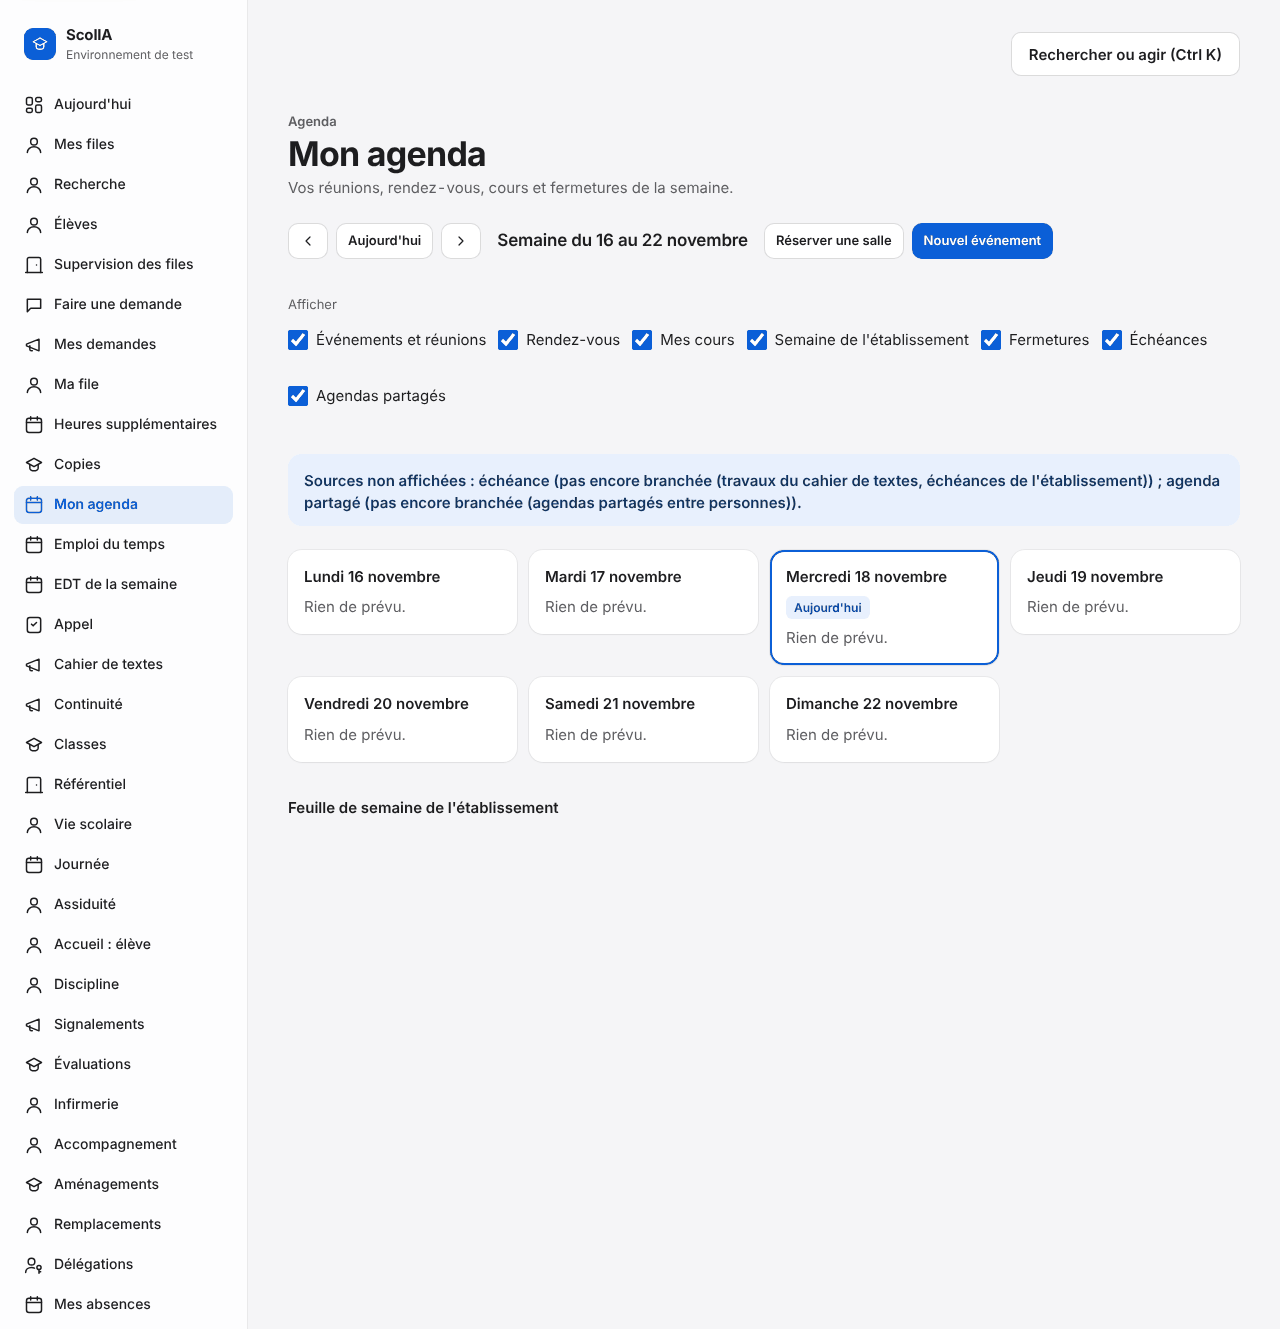 ScolIA
Environnement de test
Aujourd'hui
Mes files
Recherche
Élèves
Supervision des files
Faire une demande
Mes demandes
Ma file
Heures supplémentaires
Copies
Mon agenda
Emploi du temps
EDT de la semaine
Appel
Cahier de textes
Continuité
Classes
Référentiel
Vie scolaire
Journée
Assiduité
Accueil : élève
Discipline
Signalements
Évaluations
Infirmerie
Accompagnement
Aménagements
Remplacements
Délégations
Mes absences
Rechercher ou agir (Ctrl K)
Agenda
Mon agenda
Vos réunions, rendez-vous, cours et fermetures de la semaine.
Aujourd'hui
Semaine du 16 au 22 novembre
Réserver une salle
Nouvel événement
Afficher
Événements et réunions
Rendez-vous
Mes cours
Semaine de l'établissement
Fermetures
Échéances
Agendas partagés
Sources non affichées : échéance (pas encore branchée (travaux du cahier de textes, échéances de l'établissement)) ; agenda
partagé (pas encore branchée (agendas partagés entre personnes)).
Lundi 16 novembre
Rien de prévu.
Mardi 17 novembre
Rien de prévu.
Mercredi 18 novembre
Aujourd'hui
Rien de prévu.
Jeudi 19 novembre
Rien de prévu.
Vendredi 20 novembre
Rien de prévu.
Samedi 21 novembre
Rien de prévu.
Dimanche 22 novembre
Rien de prévu.
Feuille de semaine de l'établissement